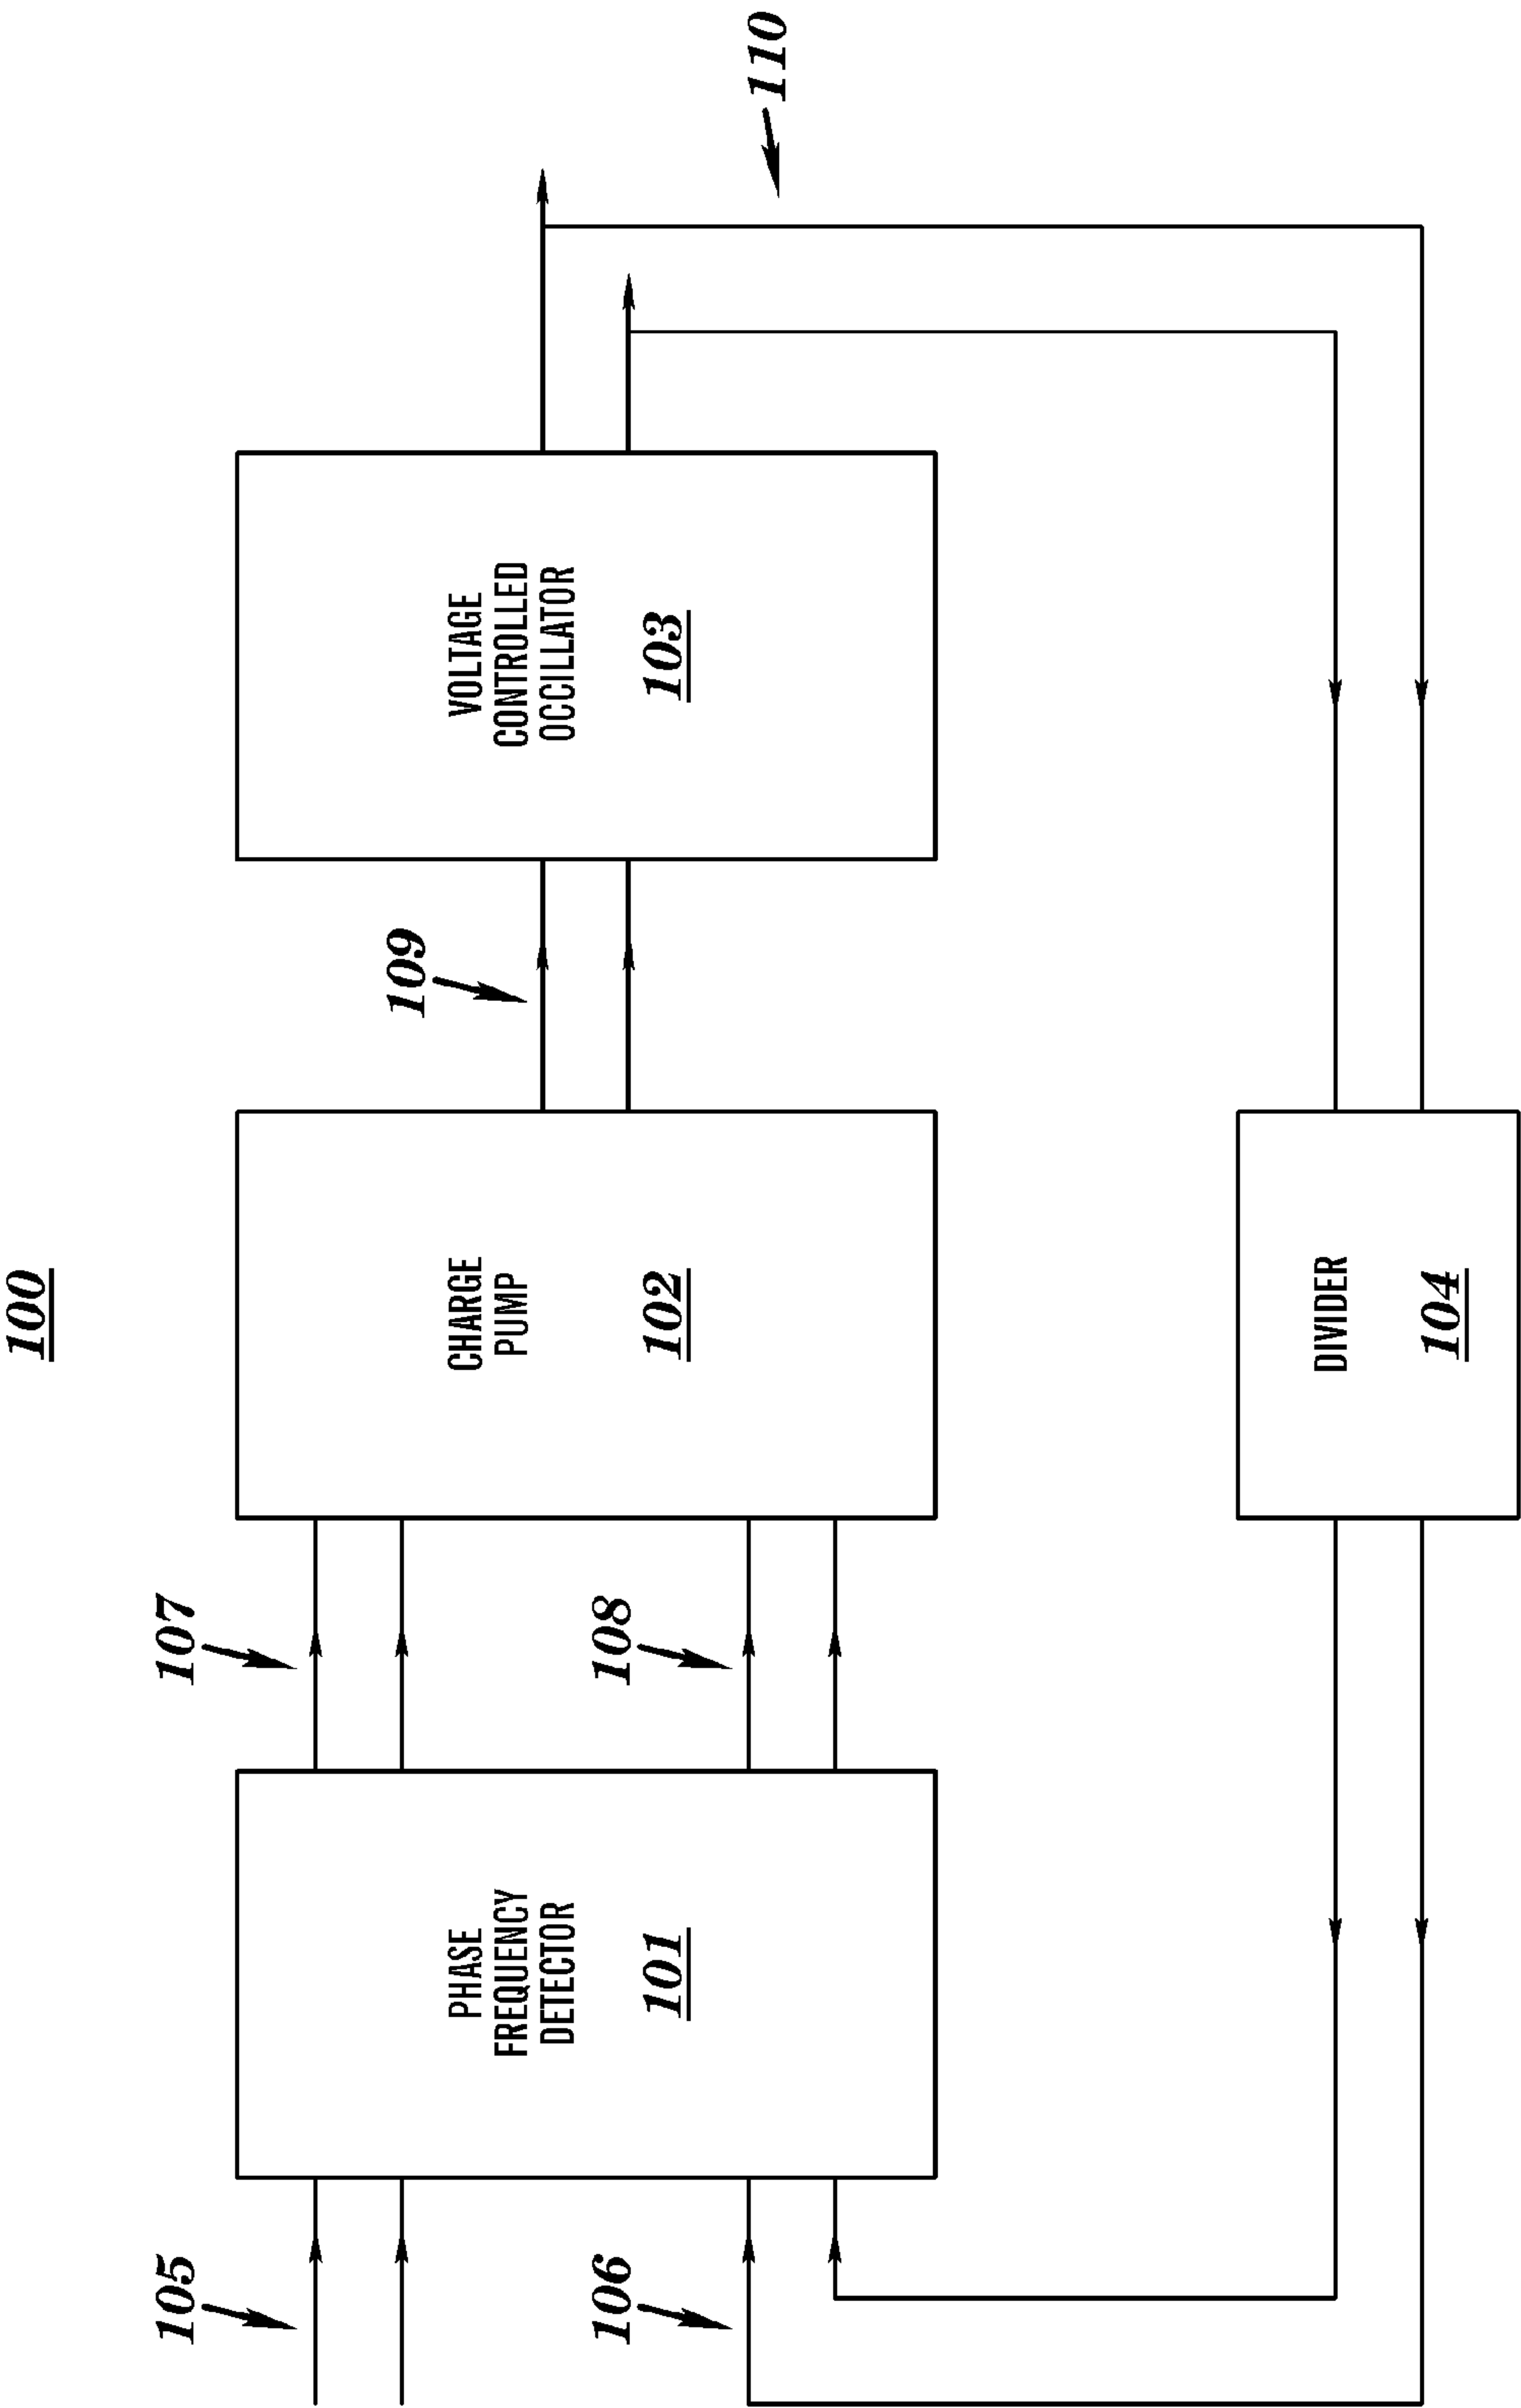 100
105
107
109
110
PHASE
FREQUENCY
DETECTOR
101
CHARGE
PUMP
102
VOLTAGE
CONTROLLED
OCCILLATOR
103
106
108
DIVIDER
104